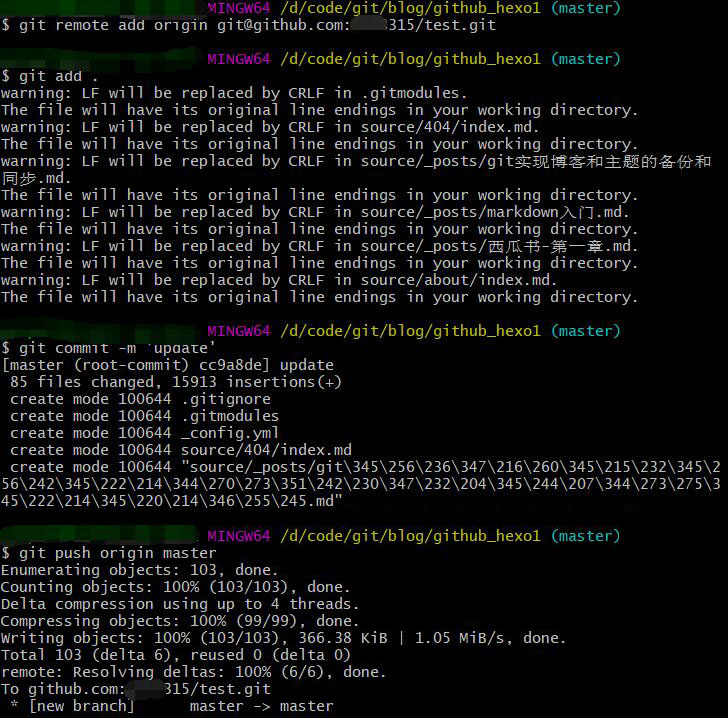 MINGW64 /d/code/git/blog/github_hexo1 (master)
$ git remote add origin git@github.com: 315/test.git
MINGW64 /d/code/git/blog/github_hexo1 (master)
$ git add .
warning: LF will be replaced by CRLF in .gitmodules.
The file will have its original line endings in your working directory.
warning: LF will be replaced by CRLF in source/404/index.md.
The file will have its original line endings in your working directory.
warning: LF will be replaced by CRLF in source/_posts/git实现博客和主题的备份和
同步.md.
The file will have its original line endings in your working directory.
warning: LF will be replaced by CRLF in source/_posts/markdown入门.md.
The file will have its original line endings in your working directory.
warning: LF will be replaced by CRLF in source/_posts/西瓜书-第一章.md.
The file will have its original line endings in your working directory.
warning: LF will be replaced by CRLF in source/about/index.md.
The file will have its original line endings in your working directory.
MINGW64 /d/code/git/blog/github_hexo1 (master)
$ git commit -m 'update'
[master (root-commit) cc9a8de] update
85 files changed, 15913 insertions(+)
create mode 100644 .gitignore
create mode 100644 .gitmodules
create mode 100644 _config.yml
create mode 100644 source/404/index.md
create mode 100644 "source/_posts/git\345\256\236\347\216\260\345\215\232\345\2
56\242\345\222\214\344\270\273\351\242\230\347\232\204\345\244\207\344\273\275\3
45\222\214\345\220\214\346\255\245.md"
MINGW64 /d/code/git/blog/github_hexo1 (master)
$ git push origin master
Enumerating objects: 103, done.
Counting objects: 100% (103/103), done.
Delta compression using up to 4 threads.
Compressing objects: 100% (99/99), done.
Writing objects: 100% (103/103), 366.38 KiB | 1.05 MiB/s, done.
Total 103 (delta 6), reused 0 (delta 0)
remote: Resolving deltas: 100% (6/6), done.
To github.com: 315/test.git
* [new branch] master -> master